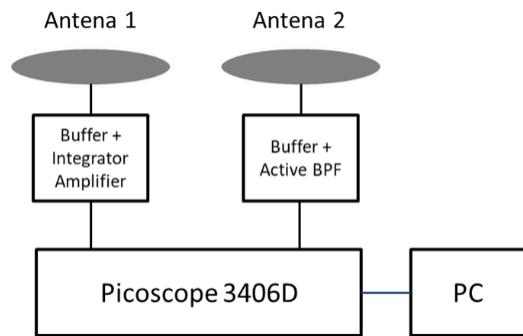 Antena 1
Antena 2
Buffer +
Integrator
Amplifier
Buffer +
Active BPF
Picoscope 3406D
PC